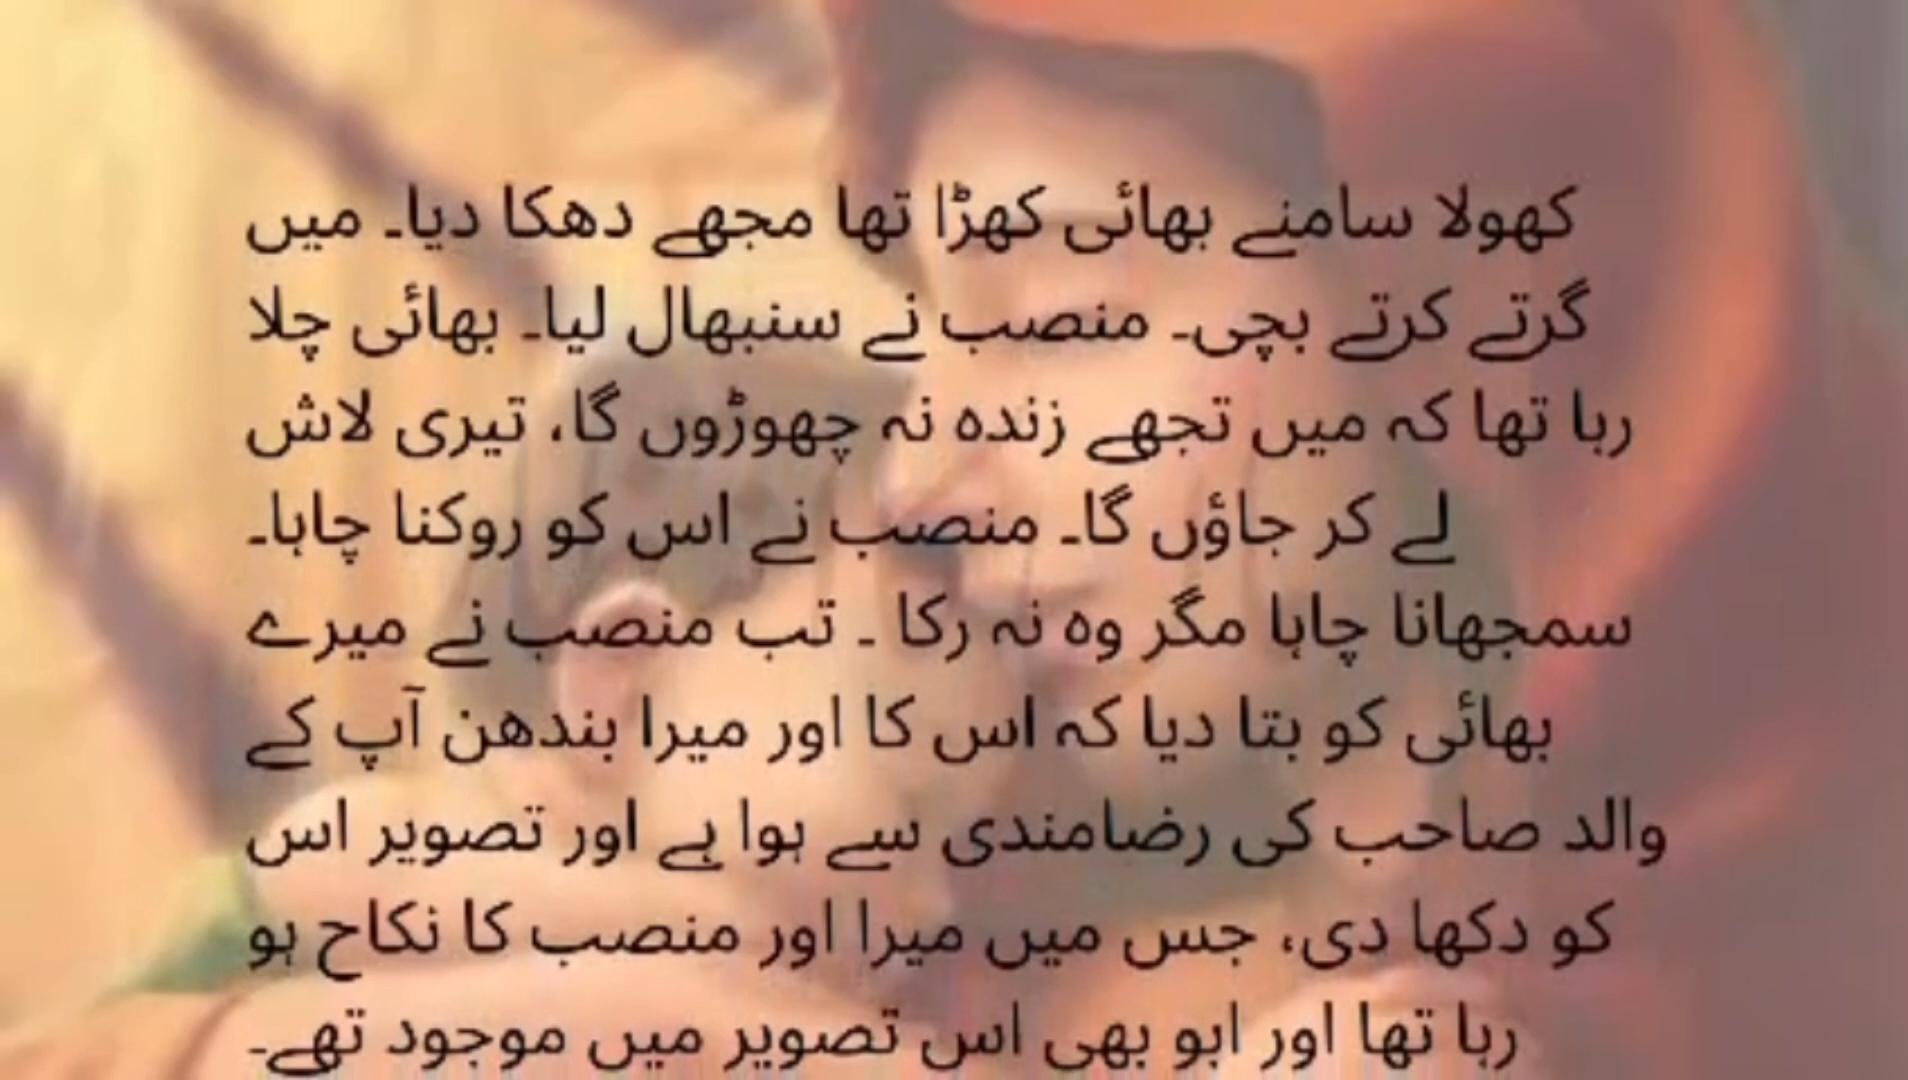 کھولا سامنے بھائی کھڑا تھا مجھے دھکا دیا۔ میں
گرتے کرتے بچی۔ منصب نے سنبھال لیا۔ بھائی چلا
رہا تھا کہ میں تجھے زندہ نہ چھوڑوں گا، تیری لاش
لے کر جاؤں گا۔ منصب نے اس کو روکنا چاہا۔
سمجھانا چاہا مگر وہ نہ رکا ۔ تب منصب نے میرے
بھائی کو بتا دیا کہ اس کا اور میرا بندھن آپ کے
والد صاحب کی رضامندی سے ہوا ہے اور تصویر اس
کو دکھا دی، جس میں میرا اور منصب کا نکاح ہو
رہا تھا اور ابو بھی اس تصویر میں موجود تھے۔